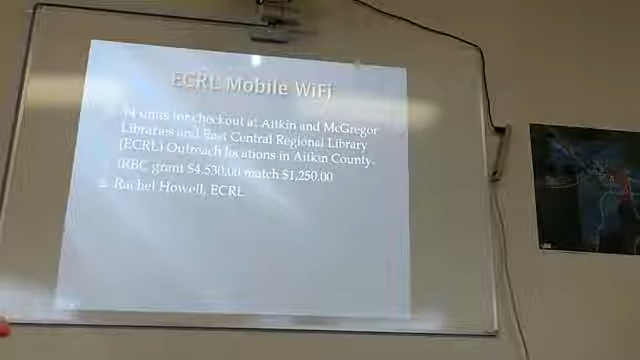 ECRL Mobile WiFi
units for checkout at Aitkin and McGregor
Libraries and East Central Regional Library
(ECRL) Outreach locations in Aitkin County.
IRBC grant $4,530.00 match $1,250.00
Rachel Howell, ECRL